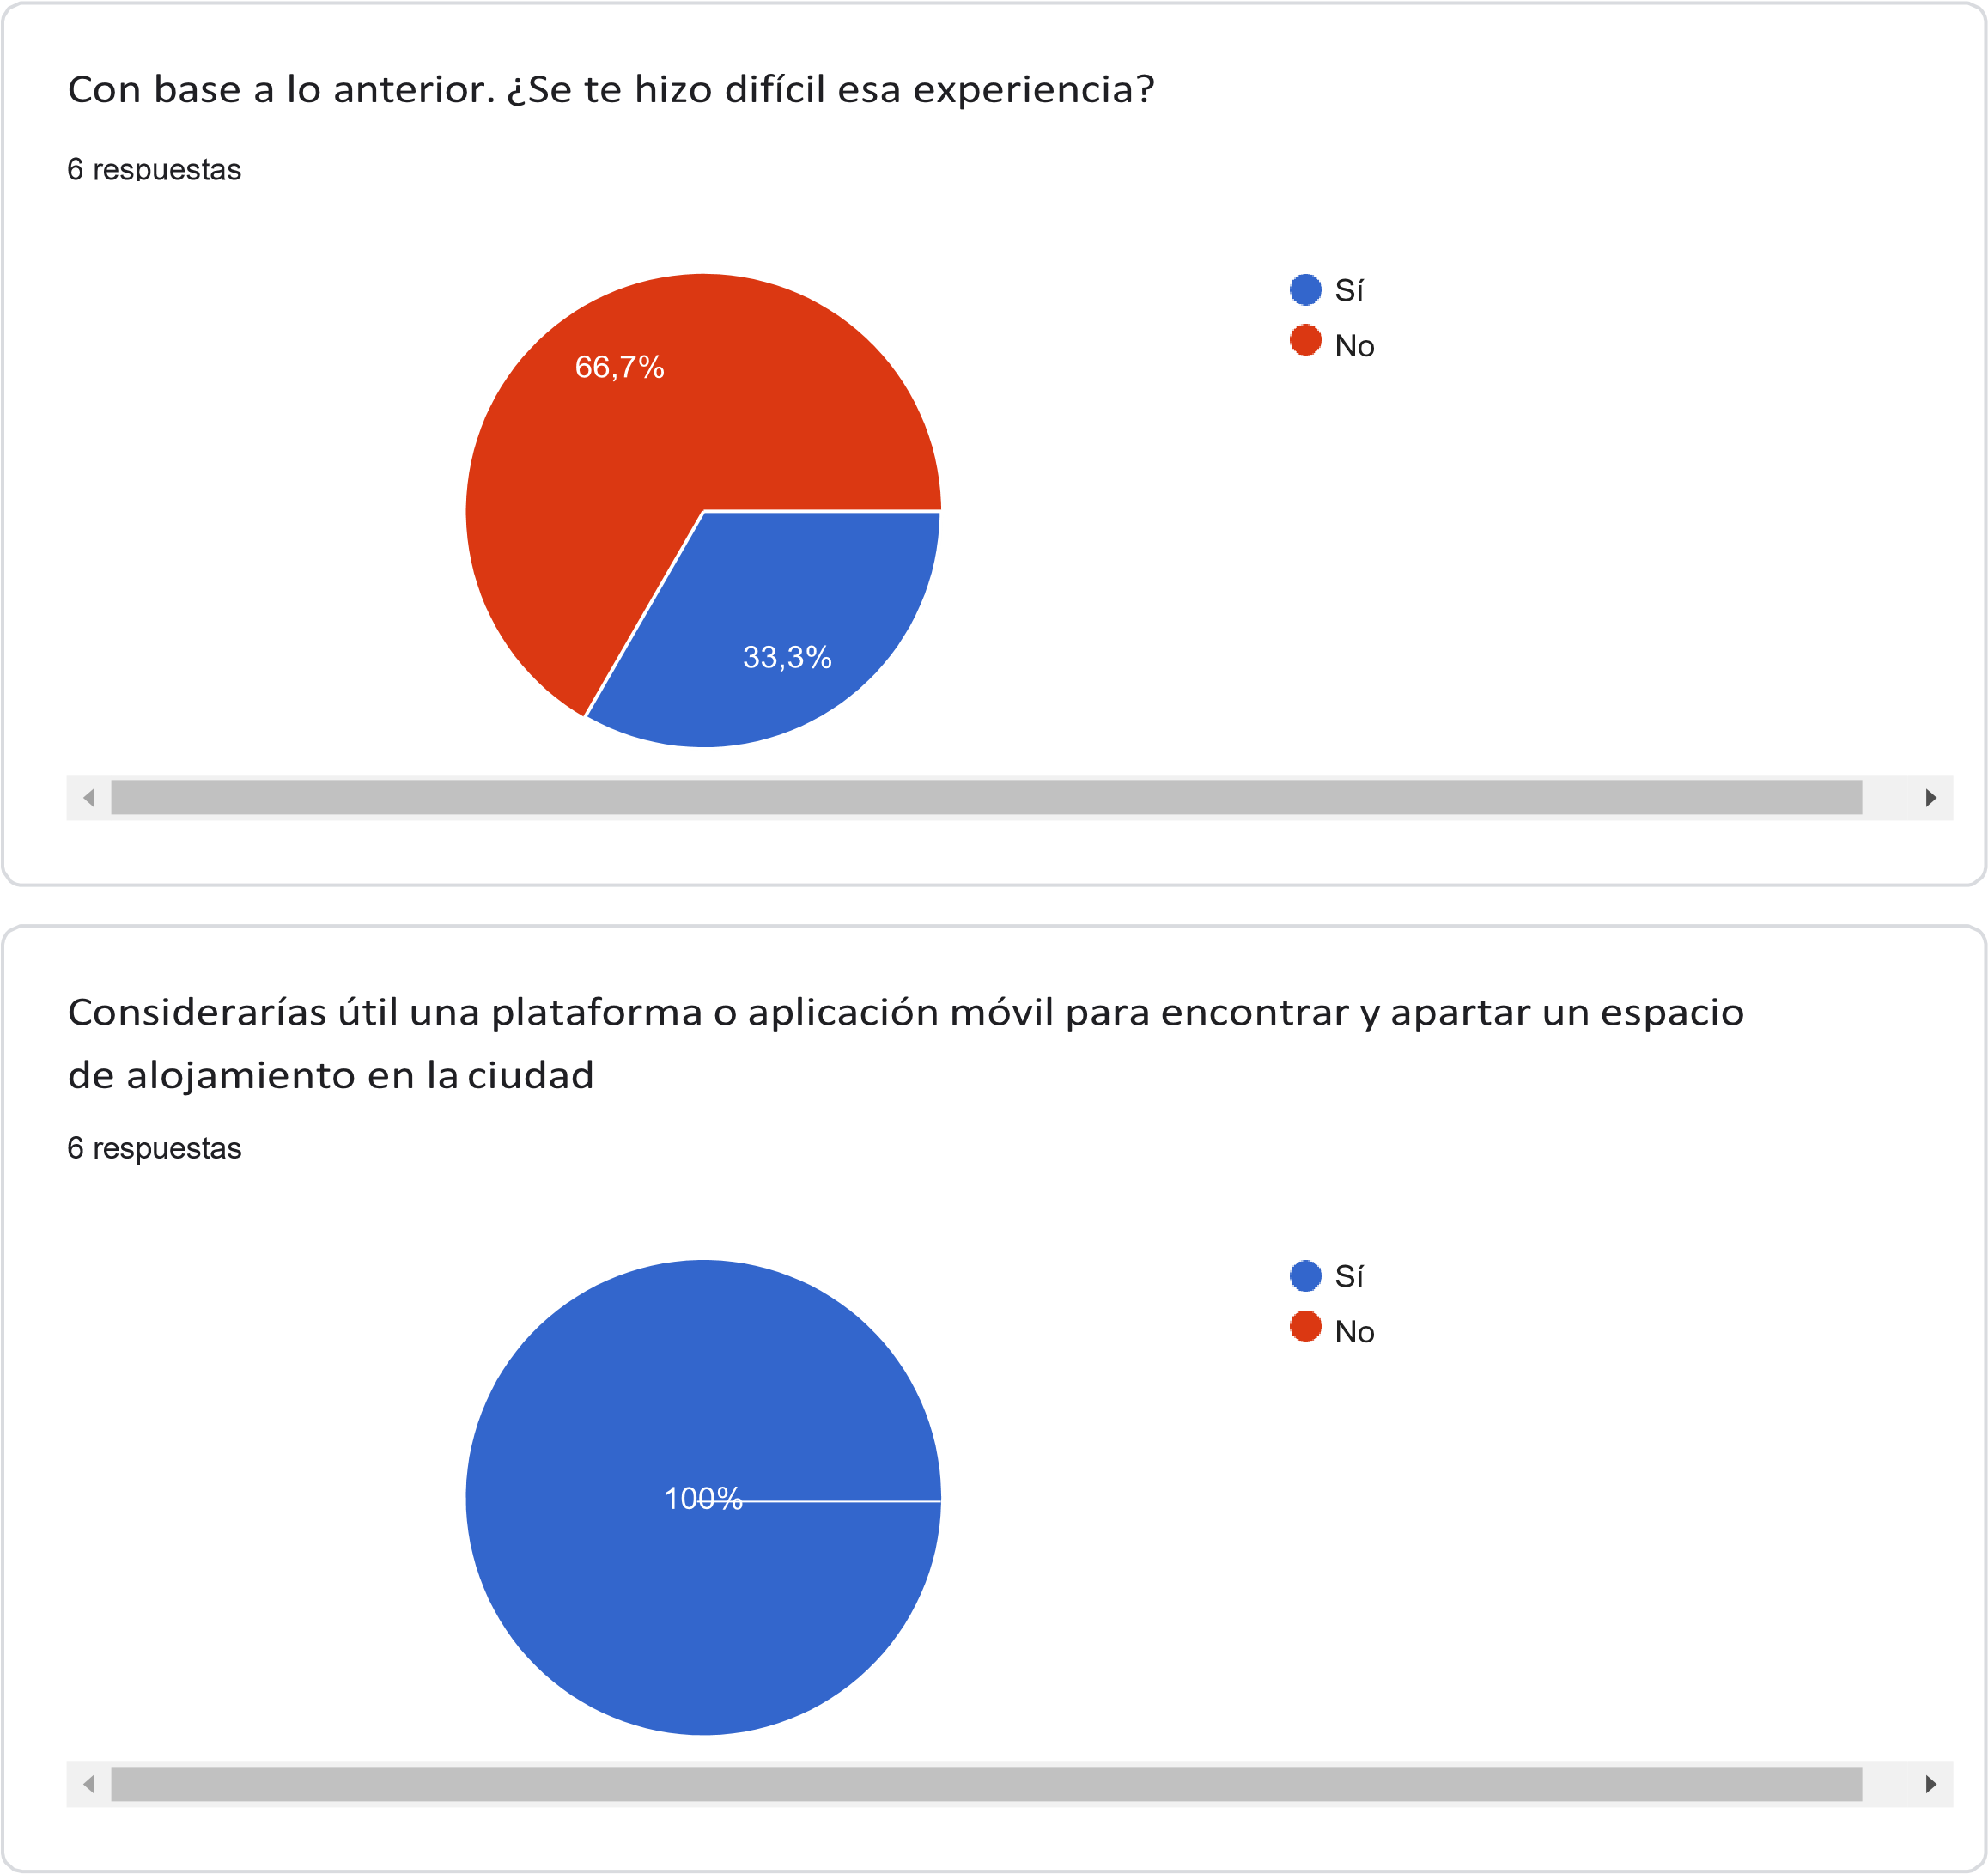 Con base a lo anterior. ¿Se te hizo difícil esa experiencia?
6 respuestas
Sí
No
66,7%
33,3%
Considerarías útil una plataforma o aplicación móvil para encontrar y apartar un espacio
de alojamiento en la ciudad
6 respuestas
Sí
No
100%